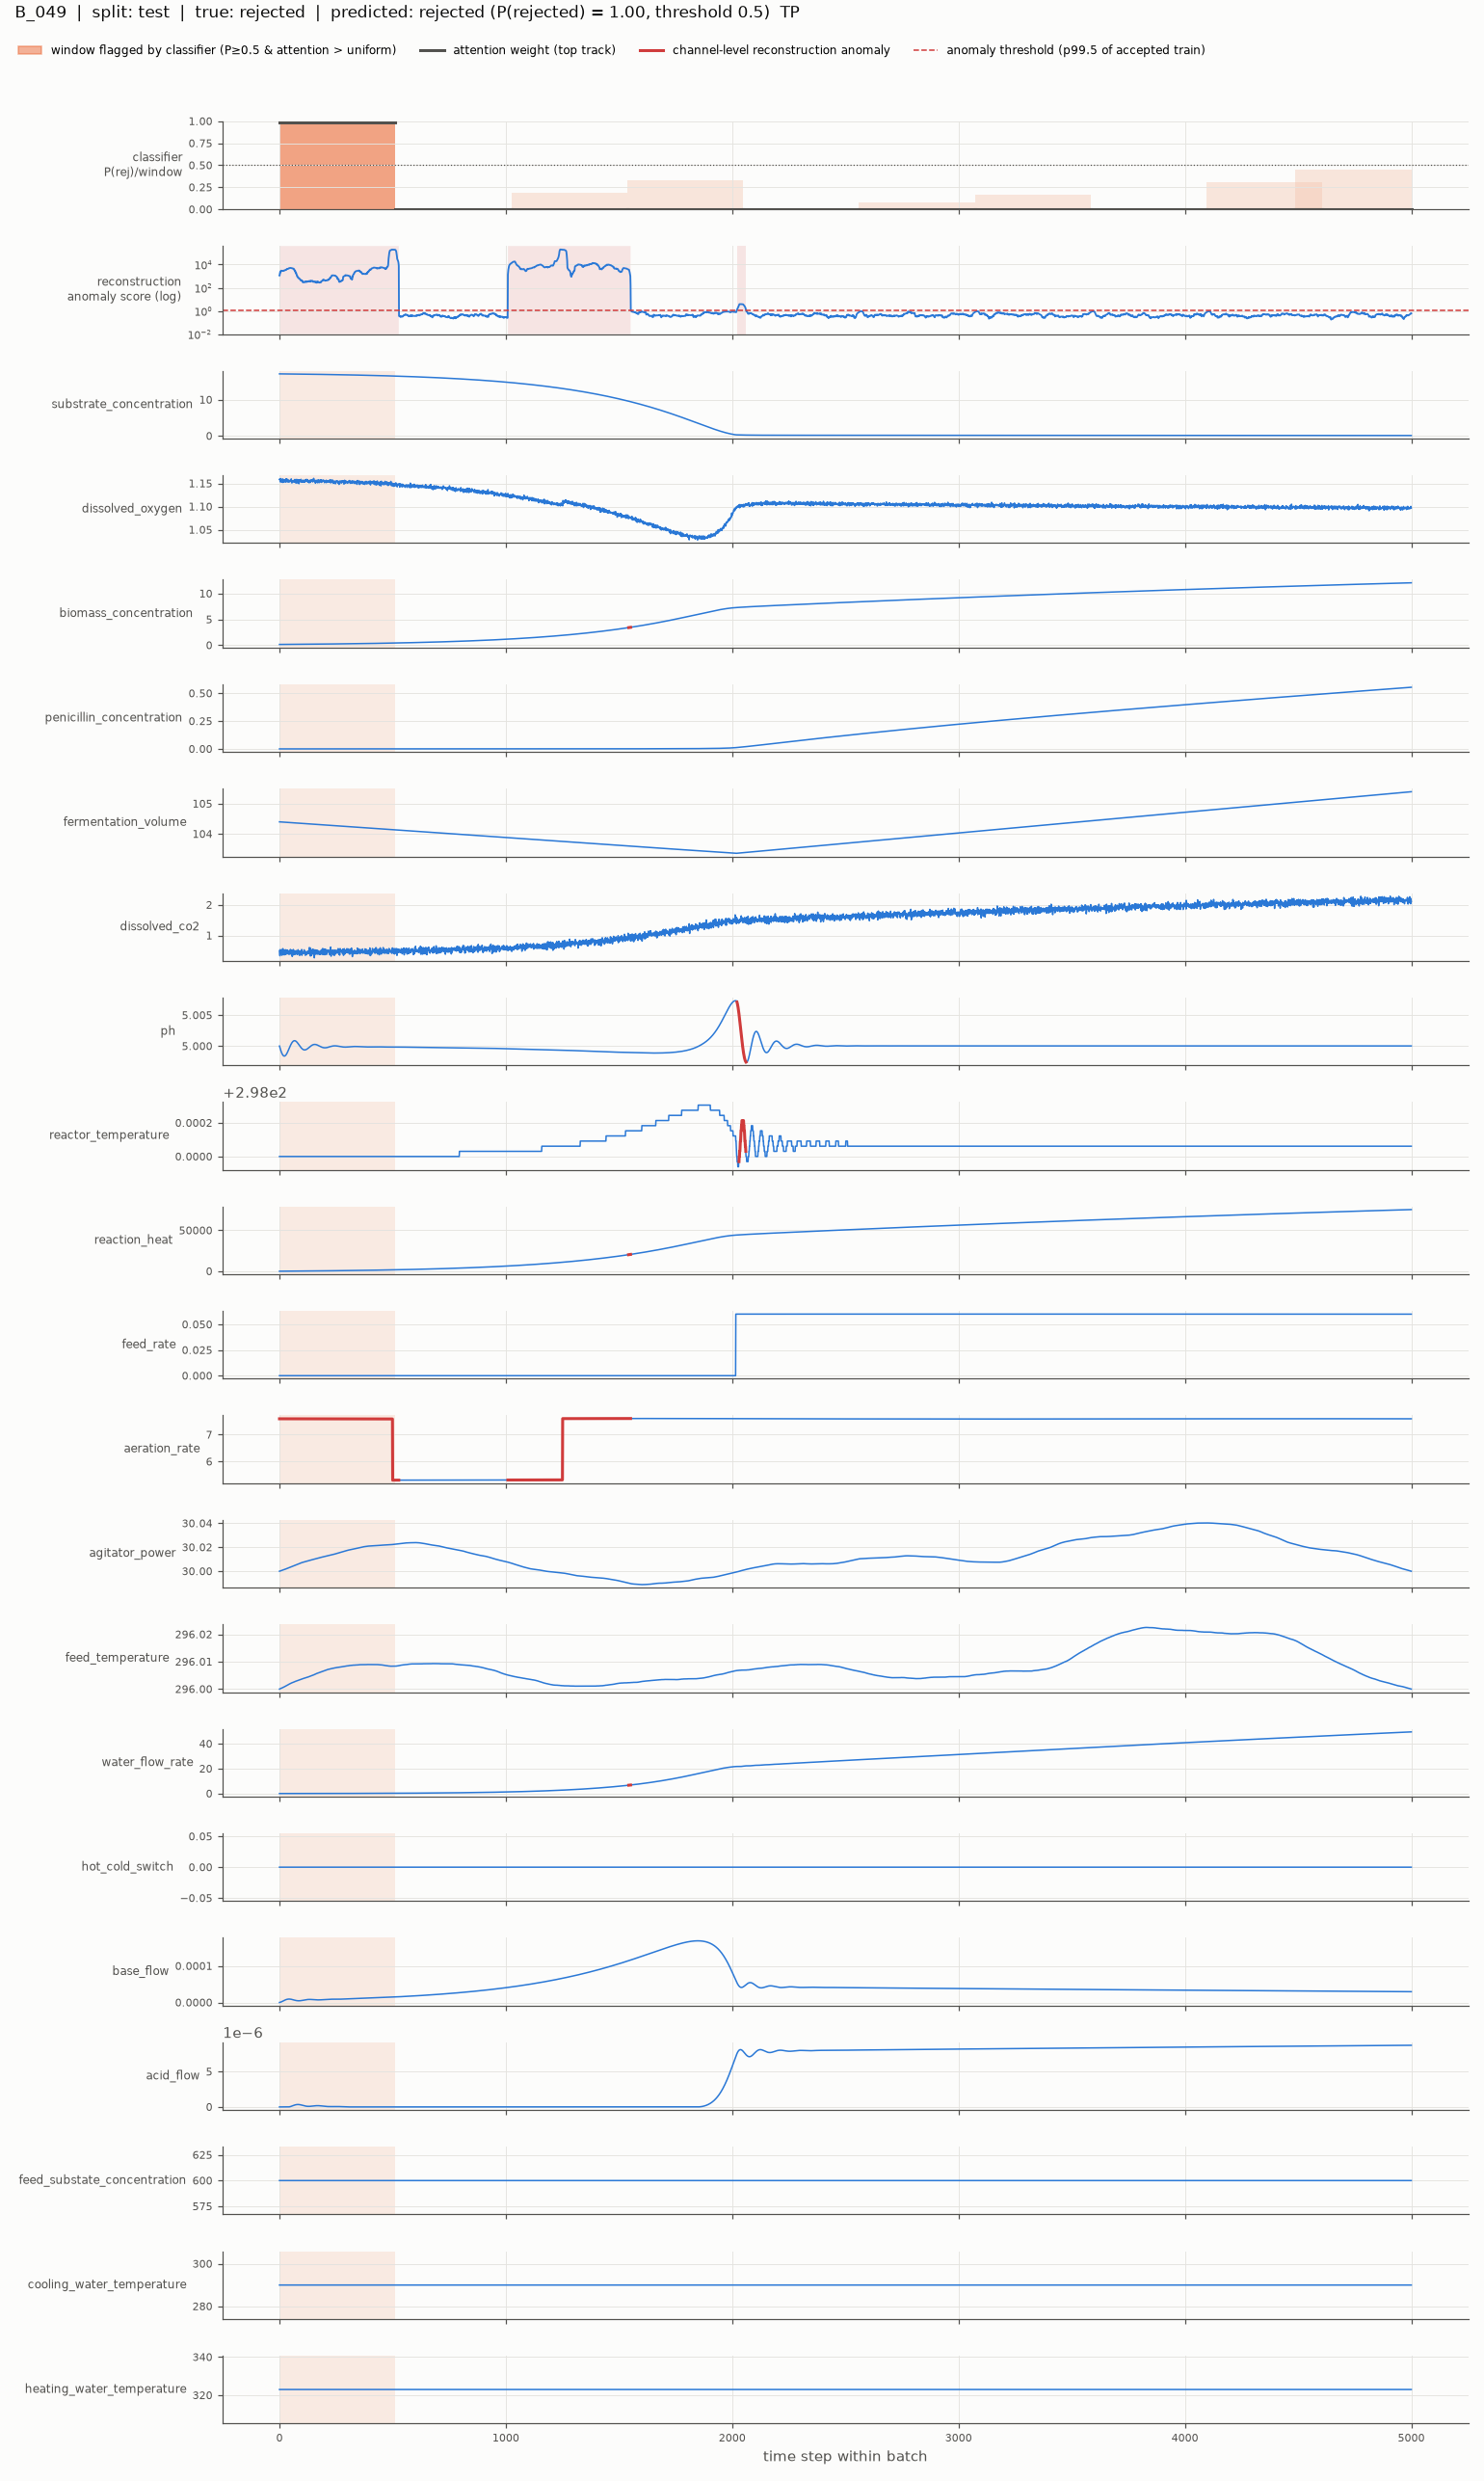 B_049 | split: test | true: rejected | predicted: rejected (P(rejected) = 1.00, threshold 0.5) TP
window flagged by classifier (P≥0.5 & attention > uniform) attention weight (top track) channel-level reconstruction anomaly anomaly threshold (p99.5 of accepted train)
1.00
0.75
classifier
P(rej)/window
0.50
0.25
0.00
10⁴
reconstruction
anomaly score (log)
10²
10⁰
10⁻²
substrate_concentration
10
0
1.15
dissolved_oxygen
1.10
1.05
10
biomass_concentration
5
0
0.50
penicillin_concentration
0.25
0.00
105
fermentation_volume
104
2
dissolved_co2
1
5.005
ph
5.000
+2.98e2
0.0002
reactor_temperature
0.0000
50000
reaction_heat
0
0.050
feed_rate
0.025
0.000
7
aeration_rate
6
30.04
agitator_power
30.02
30.00
296.02
feed_temperature
296.01
296.00
40
water_flow_rate
20
0
0.05
hot_cold_switch
0.00
−0.05
base_flow
0.0001
0.0000
1e−6
acid_flow
5
0
625
feed_substate_concentration
600
575
300
cooling_water_temperature
280
340
heating_water_temperature
320
0 1000 2000 3000 4000 5000
time step within batch